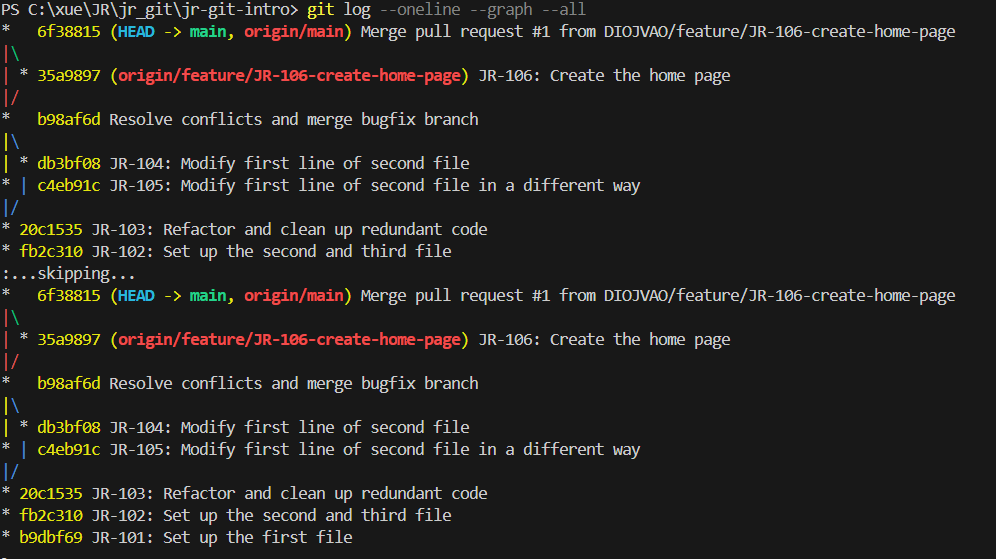 PS C:\xue\JR\jr_git\jr-git-intro> git log --oneline --graph --all
*   6f38815 (HEAD -> main, origin/main) Merge pull request #1 from DIOJVAO/feature/JR-106-create-home-page
|\
| * 35a9897 (origin/feature/JR-106-create-home-page) JR-106: Create the home page
|/
*   b98af6d Resolve conflicts and merge bugfix branch
|\
| * db3bf08 JR-104: Modify first line of second file
* | c4eb91c JR-105: Modify first line of second file in a different way
|/
* 20c1535 JR-103: Refactor and clean up redundant code
* fb2c310 JR-102: Set up the second and third file
:...skipping...
*   6f38815 (HEAD -> main, origin/main) Merge pull request #1 from DIOJVAO/feature/JR-106-create-home-page
|\
| * 35a9897 (origin/feature/JR-106-create-home-page) JR-106: Create the home page
|/
*   b98af6d Resolve conflicts and merge bugfix branch
|\
| * db3bf08 JR-104: Modify first line of second file
* | c4eb91c JR-105: Modify first line of second file in a different way
|/
* 20c1535 JR-103: Refactor and clean up redundant code
* fb2c310 JR-102: Set up the second and third file
* b9dbf69 JR-101: Set up the first file